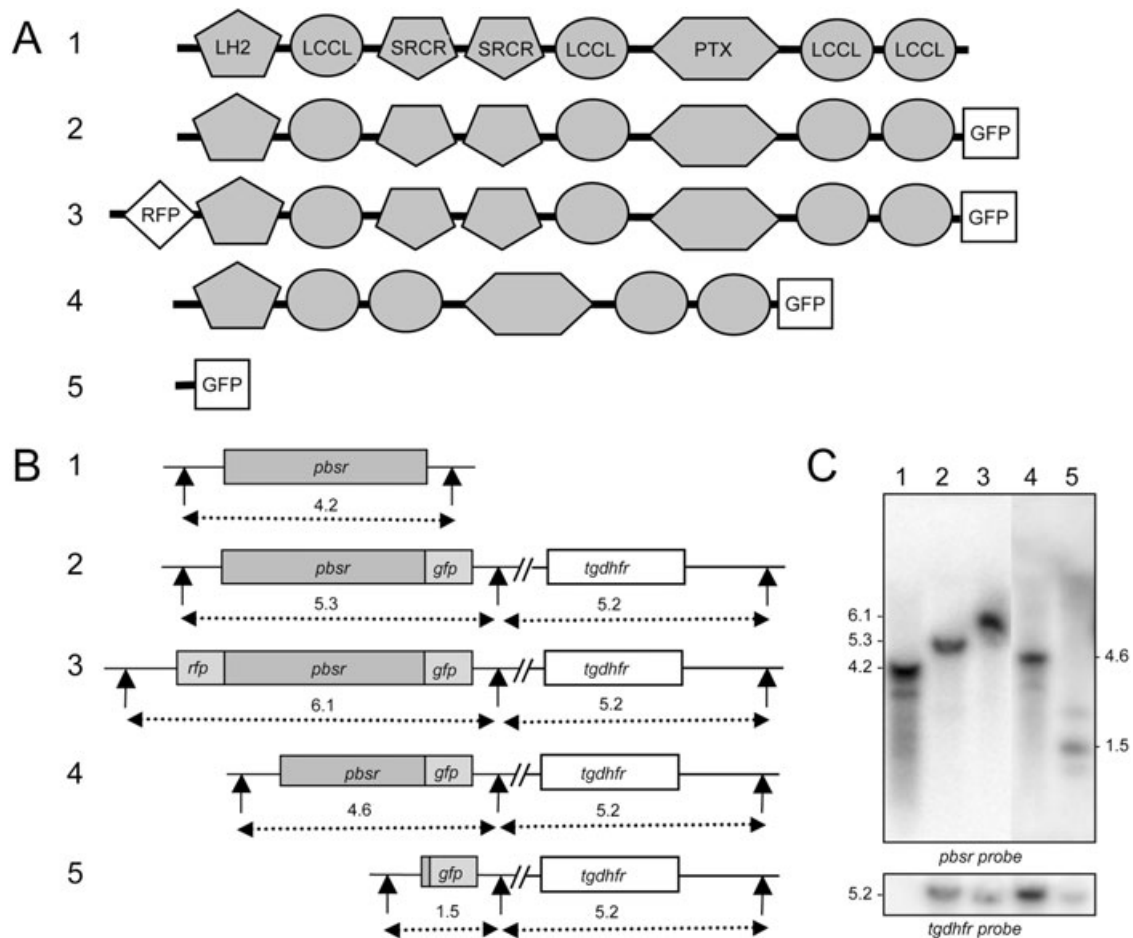 A
1 LH2 LCCL SRCR SRCR LCCL PTX LCCL LCCL
2 GFP
3 RFP GFP
4 GFP
5 GFP
B
1 pbsr
4.2
2 pbsr gfp tgdhfr
5.3 5.2
3 rfp pbsr gfp tgdhfr
6.1 5.2
4 pbsr gfp tgdhfr
4.6 5.2
5 gfp tgdhfr
1.5 5.2
C
1 2 3 4 5
6.1
5.3
4.2
4.6
1.5
pbsr probe
5.2
tgdhfr probe